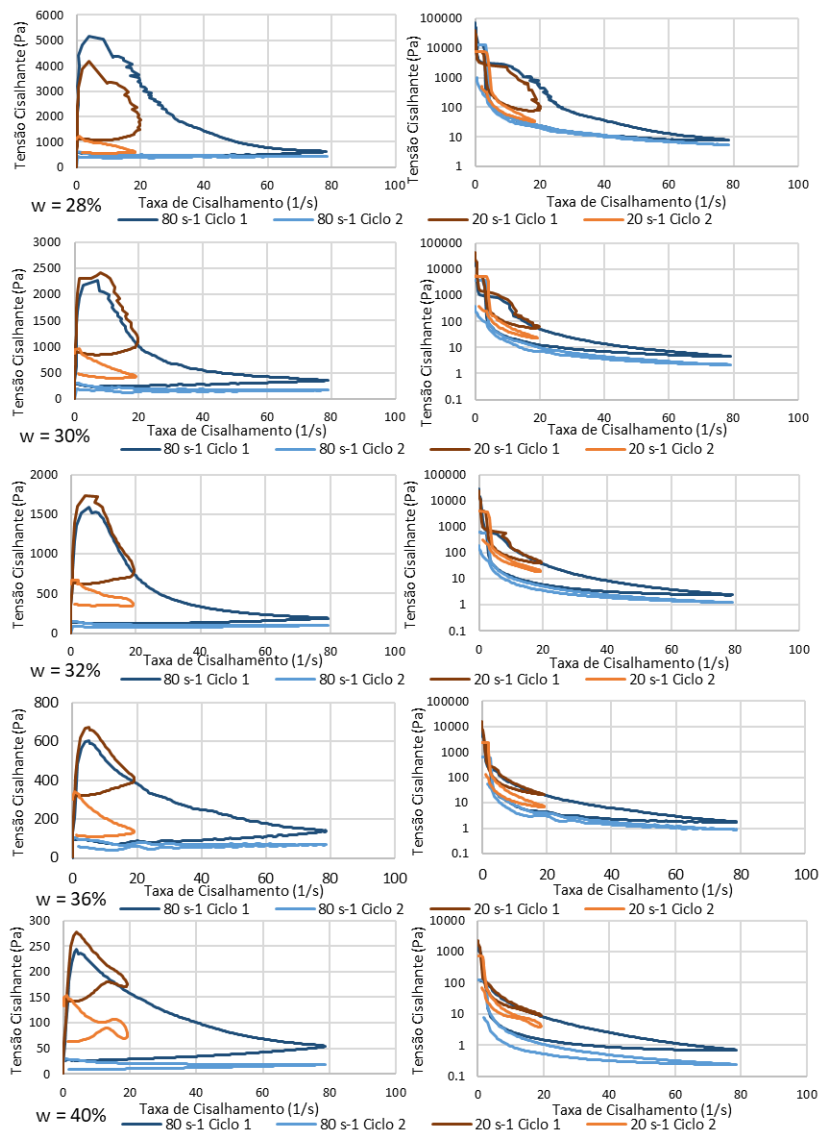 Tensão Cisalhante (Pa)
6000
5000
4000
3000
2000
1000
0
0 20 40 60 80 100
Taxa de Cisalhamento (1/s)
Tensão Cisalhante (Pa)
100000
10000
1000
100
10
1
0 20 40 60 80 100
Taxa de Cisalhamento (1/s)
w = 28%
80 s-1 Ciclo 1 80 s-1 Ciclo 2 20 s-1 Ciclo 1 20 s-1 Ciclo 2
Tensão Cisalhante (Pa)
3000
2500
2000
1500
1000
500
0
0 20 40 60 80 100
Taxa de Cisalhamento (1/s)
Tensão Cisalhante (Pa)
100000
10000
1000
100
10
1
0.1
0 20 40 60 80 100
Taxa de Cisalhamento (1/s)
w = 30%
80 s-1 Ciclo 1 80 s-1 Ciclo 2 20 s-1 Ciclo 1 20 s-1 Ciclo 2
Tensão Cisalhante (Pa)
2000
1500
1000
500
0
0 20 40 60 80 100
Taxa de Cisalhamento (1/s)
Tensão Cisalhante (Pa)
100000
10000
1000
100
10
1
0.1
0 20 40 60 80 100
Taxa de Cisalhamento (1/s)
w = 32%
80 s-1 Ciclo 1 80 s-1 Ciclo 2 20 s-1 Ciclo 1 20 s-1 Ciclo 2
Tensão Cisalhante (Pa)
800
600
400
200
0
0 20 40 60 80 100
Taxa de Cisalhamento (1/s)
Tensão Cisalhante (Pa)
100000
10000
1000
100
10
1
0.1
0 20 40 60 80 100
Taxa de Cisalhamento (1/s)
w = 36%
80 s-1 Ciclo 1 80 s-1 Ciclo 2 20 s-1 Ciclo 1 20 s-1 Ciclo 2
Tensão Cisalhante (Pa)
300
250
200
150
100
50
0
0 20 40 60 80 100
Taxa de Cisalhamento (1/s)
Tensão Cisalhante (Pa)
10000
1000
100
10
1
0.1
0 20 40 60 80 100
Taxa de Cisalhamento (1/s)
w = 40%
80 s-1 Ciclo 1 80 s-1 Ciclo 2 20 s-1 Ciclo 1 20 s-1 Ciclo 2